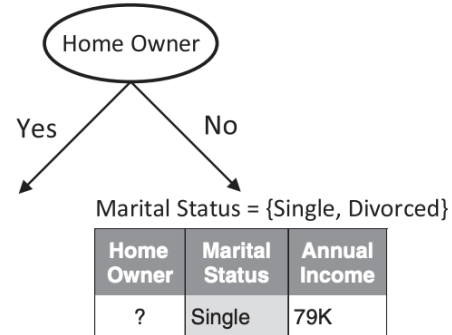 Home Owner
Yes
No
Marital Status = {Single, Divorced}
Home Marital Annual
Owner Status Income
? Single 79K